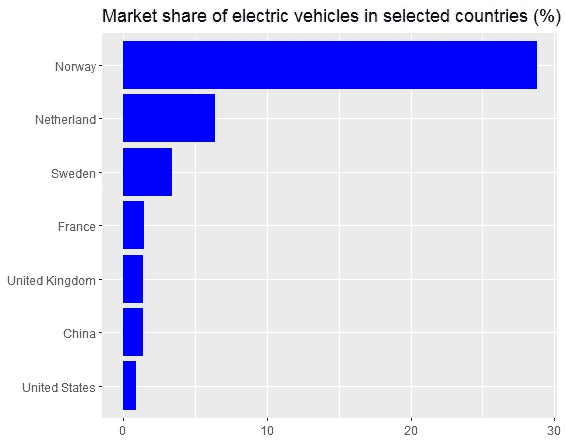 Market share of electric vehicles in selected countries (%)
Norway
Netherland
Sweden
France
United Kingdom
China
United States
0 10 20 30